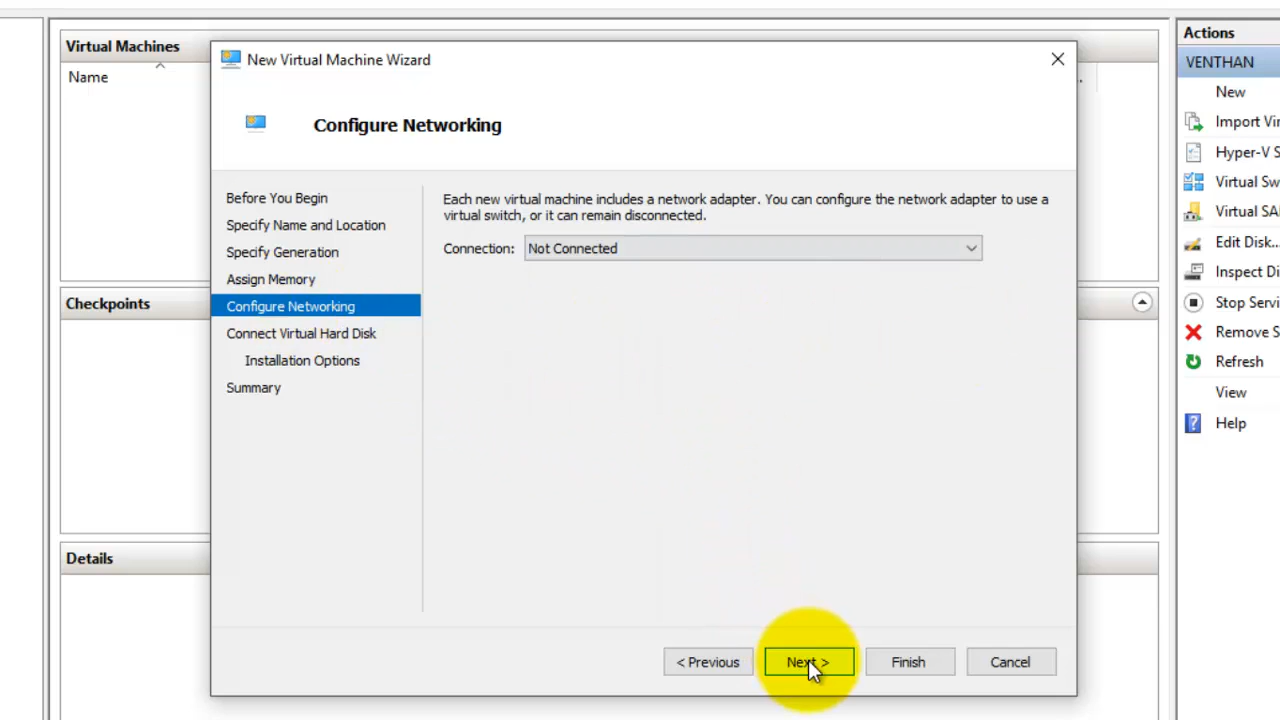 Virtual Machines
Name
New Virtual Machine Wizard
Configure Networking
Before You Begin
Specify Name and Location
Specify Generation
Assign Memory
Configure Networking
Connect Virtual Hard Disk
Installation Options
Summary
Each new virtual machine includes a network adapter. You can configure the network adapter to use a
virtual switch, or it can remain disconnected.
Connection: Not Connected
< Previous
Next >
Finish
Cancel
Checkpoints
Details
Actions
VENTHAN
New
Import Vir
Hyper-V S
Virtual Sw
Virtual SA
Edit Disk...
Inspect Di
Stop Servi
Remove S
Refresh
View
Help